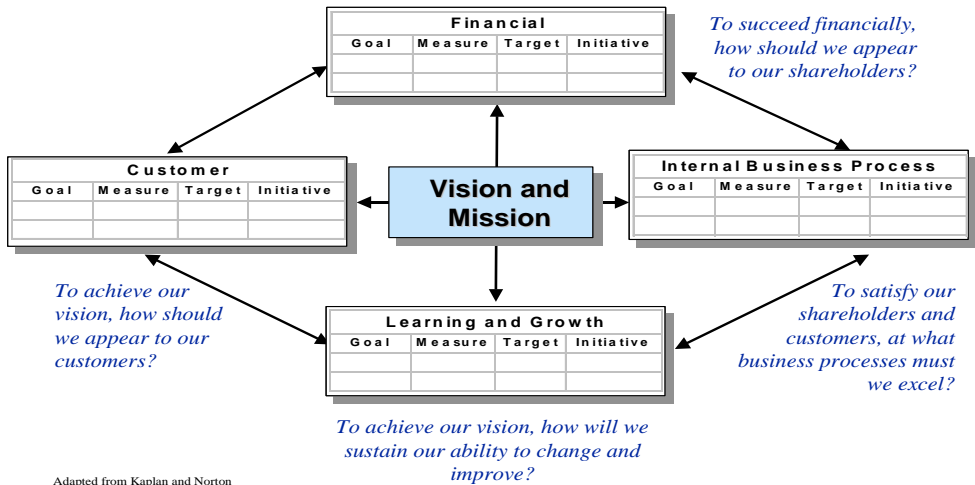 Financial
Goal Measure Target Initiative
To succeed financially,
how should we appear
to our shareholders?
Customer
Goal Measure Target Initiative
Vision and
Mission
Internal Business Process
Goal Measure Target Initiative
To achieve our
vision, how should
we appear to our
customers?
Learning and Growth
Goal Measure Target Initiative
To satisfy our
shareholders and
customers, at what
business processes must
we excel?
To achieve our vision, how will we
sustain our ability to change and
improve?
Adapted from Kaplan and Norton